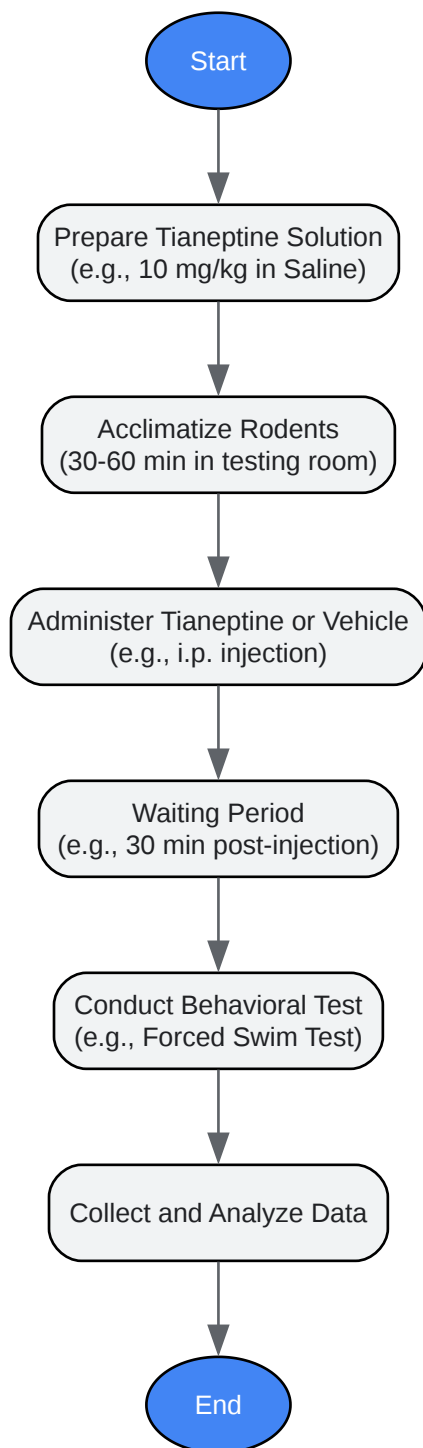 Start
Prepare Tianeptine Solution
(e.g., 10 mg/kg in Saline)
Acclimatize Rodents
(30-60 min in testing room)
Administer Tianeptine or Vehicle
(e.g., i.p. injection)
Waiting Period
(e.g., 30 min post-injection)
Conduct Behavioral Test
(e.g., Forced Swim Test)
Collect and Analyze Data
End